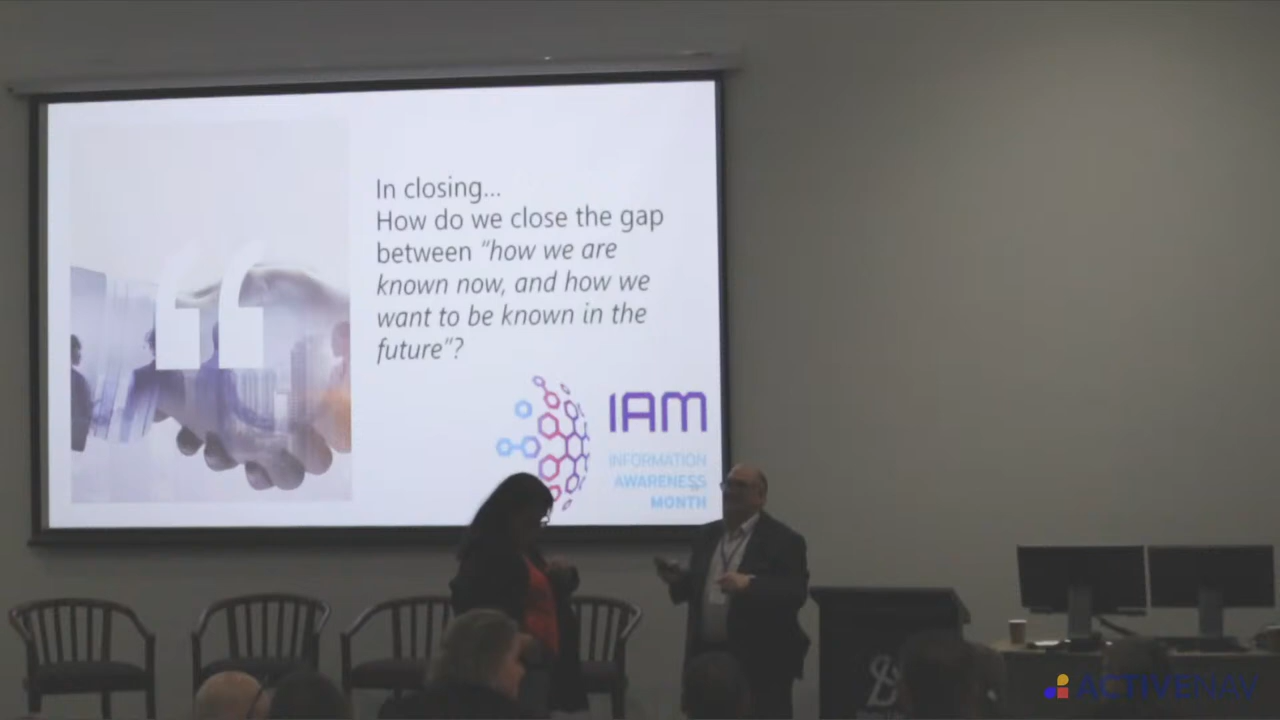 In closing...
How do we close the gap
between “how we are
known now, and how we
want to be known in the
future”?
IAM
INFORMATION
AWARENESS
MONTH
ACTIVENAV